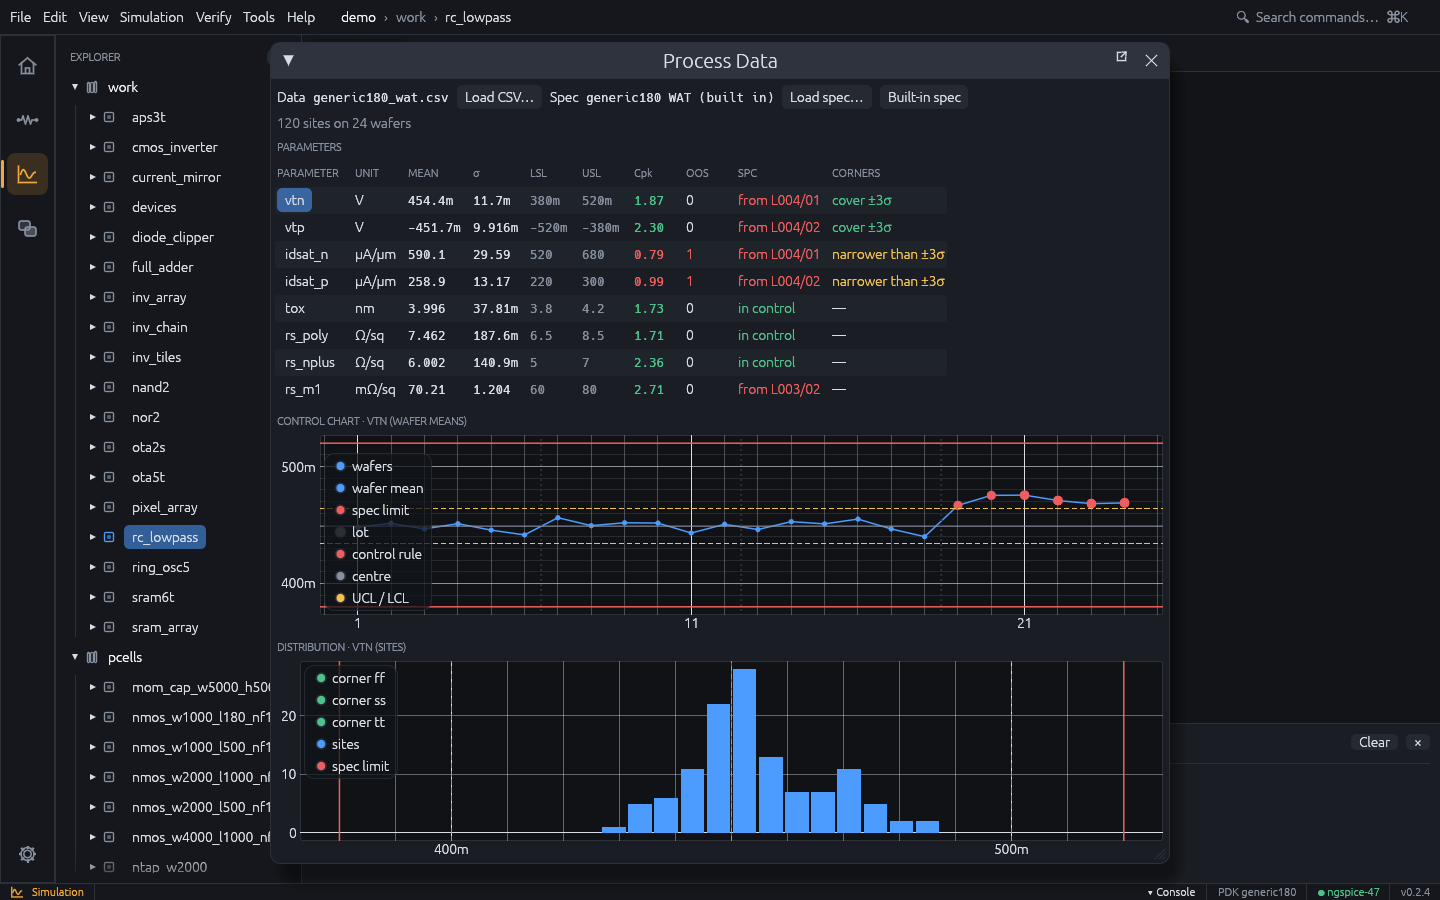 File Edit View Simulation Verify Tools Help demo › work › rc_lowpass Search commands... ⌘K
EXPLORER
work
aps3t
cmos_inverter
current_mirror
devices
diode_clipper
full_adder
inv_array
inv_chain
inv_tiles
nand2
nor2
ota2s
ota5t
pixel_array
rc_lowpass
ring_osc5
sram6t
sram_array
pcells
mom_cap_w5000_h500
nmos_w1000_l180_nf1
nmos_w1000_l500_nf1
nmos_w2000_l1000_nf
nmos_w2000_l500_nf1
nmos_w4000_l1000_nf
ntap_w2000
Process Data
Data generic180_wat.csv Load CSV... Spec generic180 WAT (built in) Load spec... Built-in spec
120 sites on 24 wafers
PARAMETERS
PARAMETER UNIT MEAN σ LSL USL Cpk OOS SPC CORNERS
vtn V 454.4m 11.7m 380m 520m 1.87 0 from L004/01 cover ±3σ
vtp V -451.7m 9.916m -520m -380m 2.30 0 from L004/02 cover ±3σ
idsat_n µA/µm 590.1 29.59 520 680 0.79 1 from L004/01 narrower than ±3σ
idsat_p µA/µm 258.9 13.17 220 300 0.99 1 from L004/02 narrower than ±3σ
tox nm 3.996 37.81m 3.8 4.2 1.73 0 in control —
rs_poly Ω/sq 7.462 187.6m 6.5 8.5 1.71 0 in control —
rs_nplus Ω/sq 6.002 140.9m 5 7 2.36 0 in control —
rs_m1 mΩ/sq 70.21 1.204 60 80 2.71 0 from L003/02 —
CONTROL CHART · VTN (WAFER MEANS)
500m
400m
wafers
wafer mean
spec limit
lot
control rule
centre
UCL / LCL
1 11 21
DISTRIBUTION · VTN (SITES)
20
10
0
corner ff
corner ss
corner tt
sites
spec limit
400m 500m
Clear ×
Simulation Console PDK generic180 ngspice-47 v0.2.4